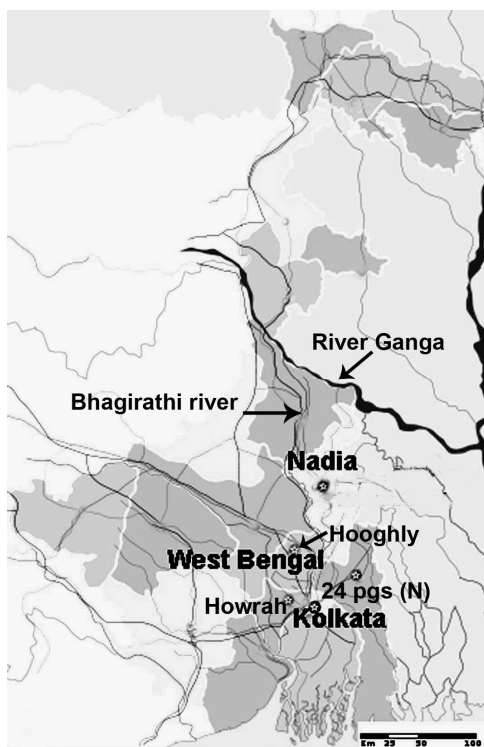 River Ganga
Bhagirathi river
Nadia
Hooghly
West Bengal
24 pgs (N)
Howrah
Kolkata
Km 25 50 100